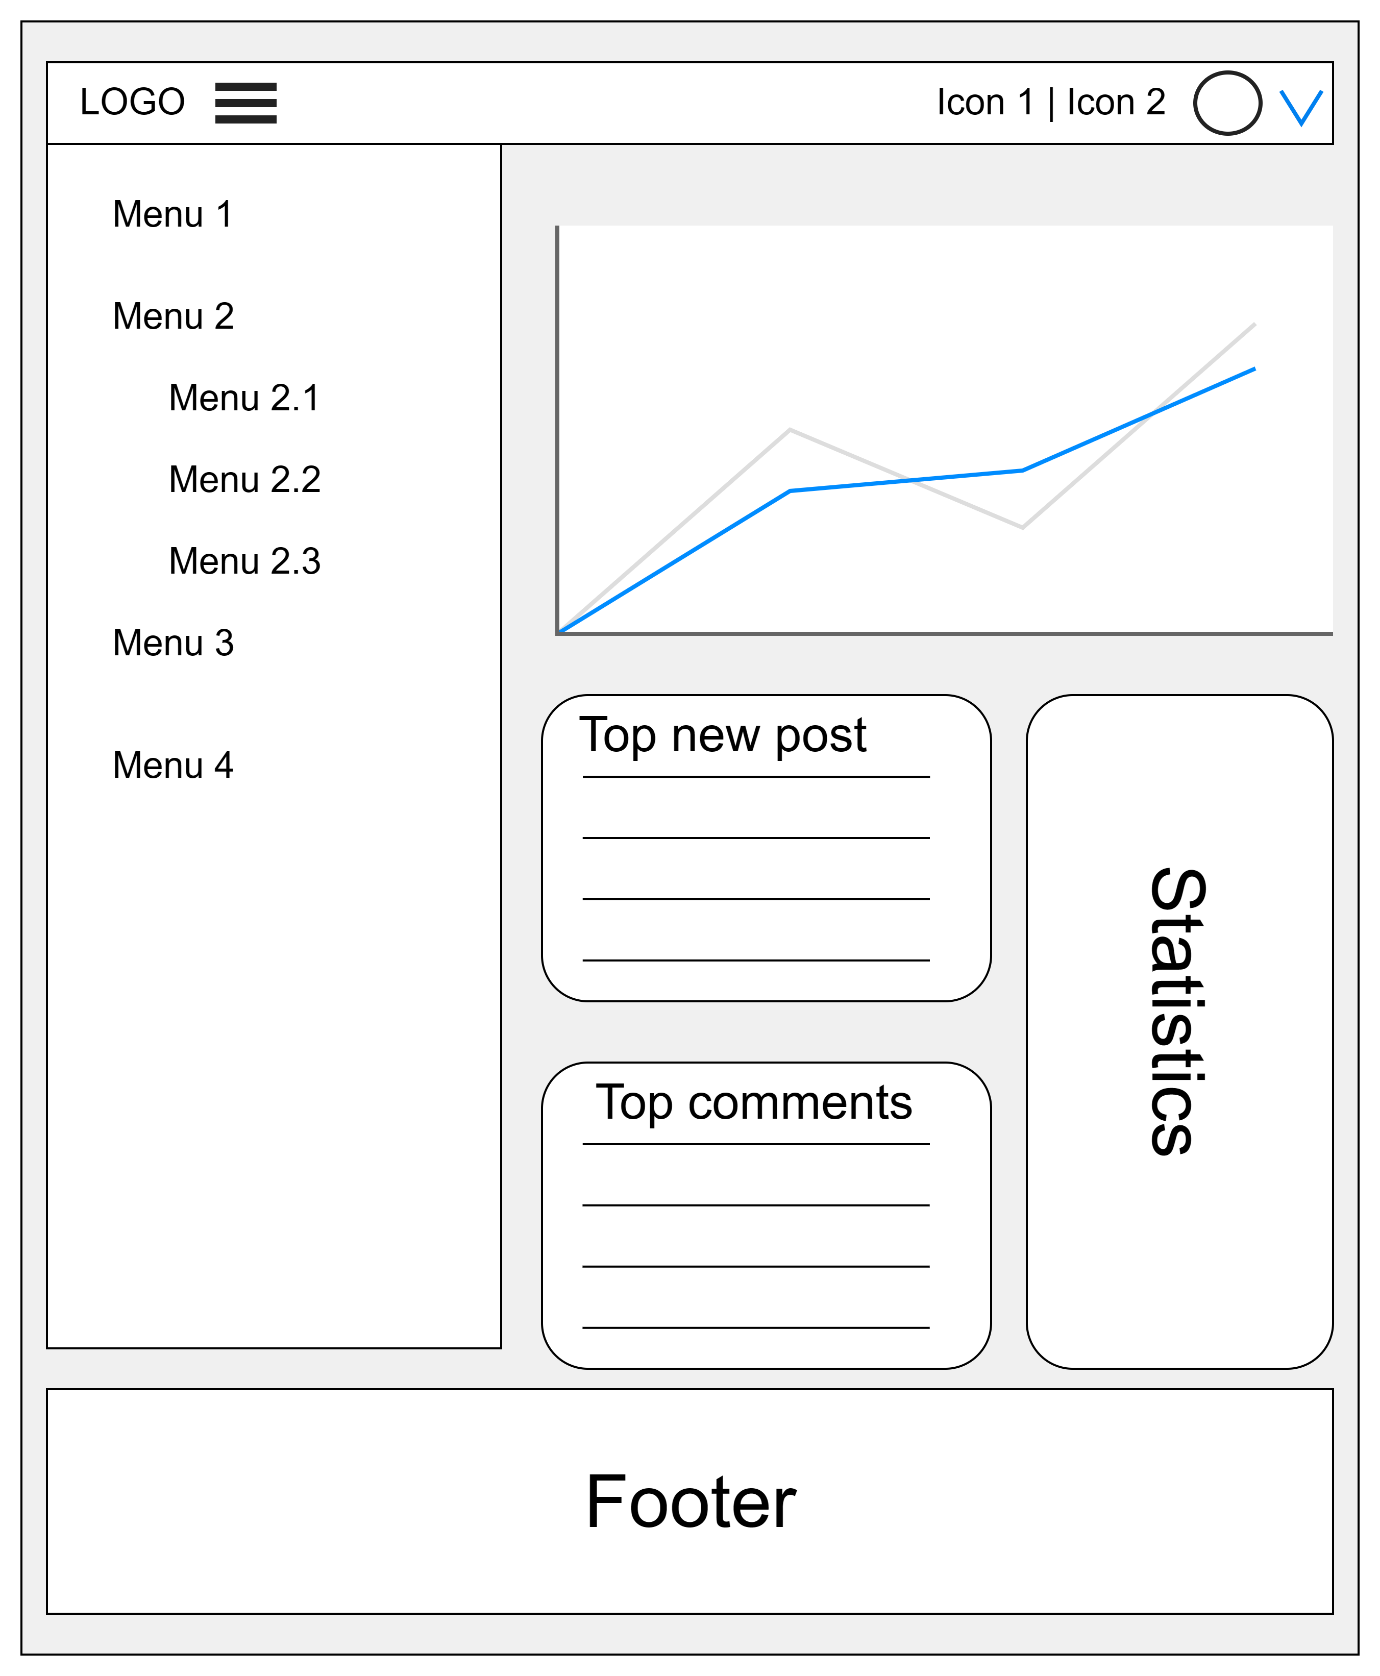 LOGO
Icon 1 | Icon 2
Menu 1
Menu 2
Menu 2.1
Menu 2.2
Menu 2.3
Menu 3
Menu 4
Top new post
Top comments
Statistics
Footer